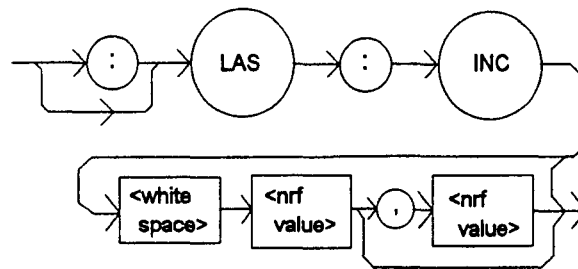 : LAS : INC
<white <nrf , <nrf
space> value> value>